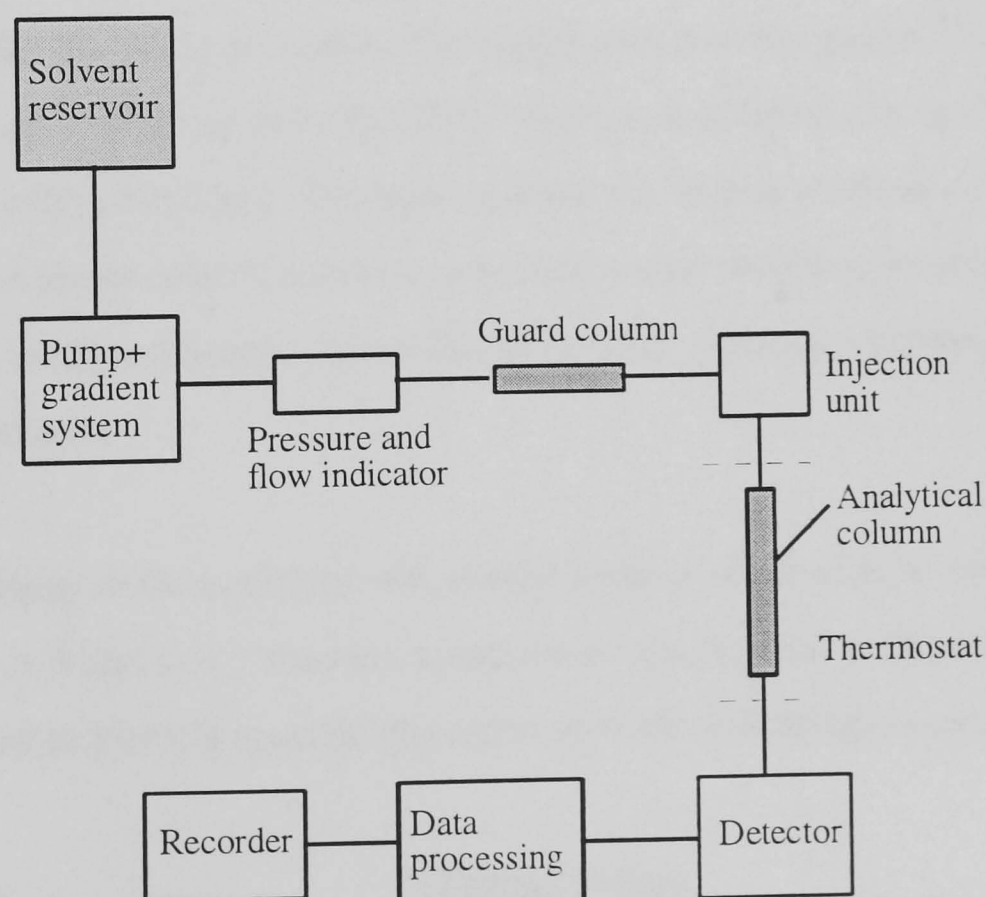 Solvent
reservoir
Pump+
gradient
system
Pressure and
flow indicator
Guard column
Injection
unit
Analytical
column
Thermostat
Detector
Data
processing
Recorder